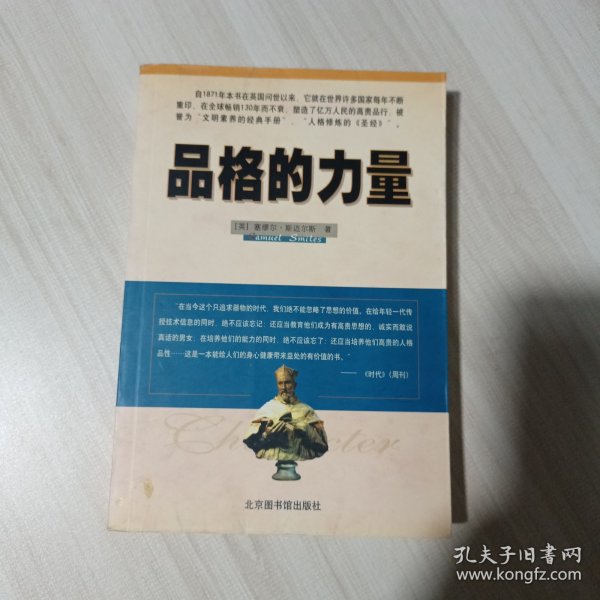 自1871年本书在英国问世以来，它就在世界许多国家每年不断
重印，在全球畅销130年而不衰，塑造了亿万人民的高贵品行，被
誉为“文明素养的经典手册”、“人格修炼的《圣经》”。
品格的力量
[英] 塞缪尔·斯迈尔斯 著
Samuel Smiles
“在当今这个只追求器物的时代，我们绝不能忽略了思想的价值。在给年轻一代传
授技术信息的同时，绝不应该忘记：还应当教育他们成为有高贵思想的、诚实而敢说
真话的男女；在培养他们的能力的同时，绝不应该忘了：还应当培养他们高贵的人格
品性……这是一本能给人们的身心健康带来益处的有价值的书。”
——《时代》（周刊）
Character
北京图书馆出版社
孔夫子旧书网
www.kongfz.com